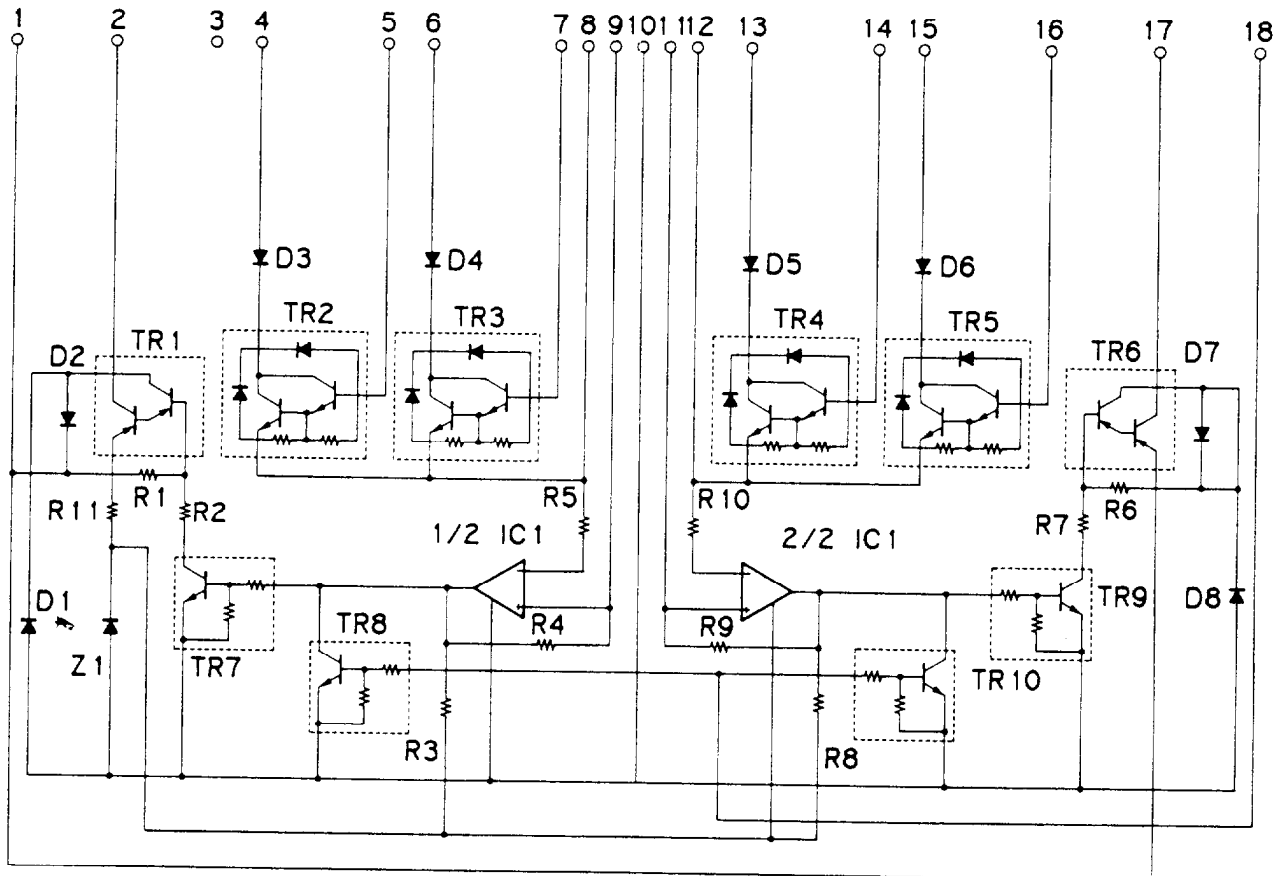 1 2 3 4 5 6 7 8 9 10 1 112 13 14 15 16 17 18
D3 D4 D5 D6
TR1 TR2 TR3 TR4 TR5 TR6 D7
D2
R1 R5 R10 R6
R11 R2 R7
1/2 IC1 2/2 IC1
D1 TR8 R4 R9 TR9 D8
Z1 TR7 TR10
R3 R8